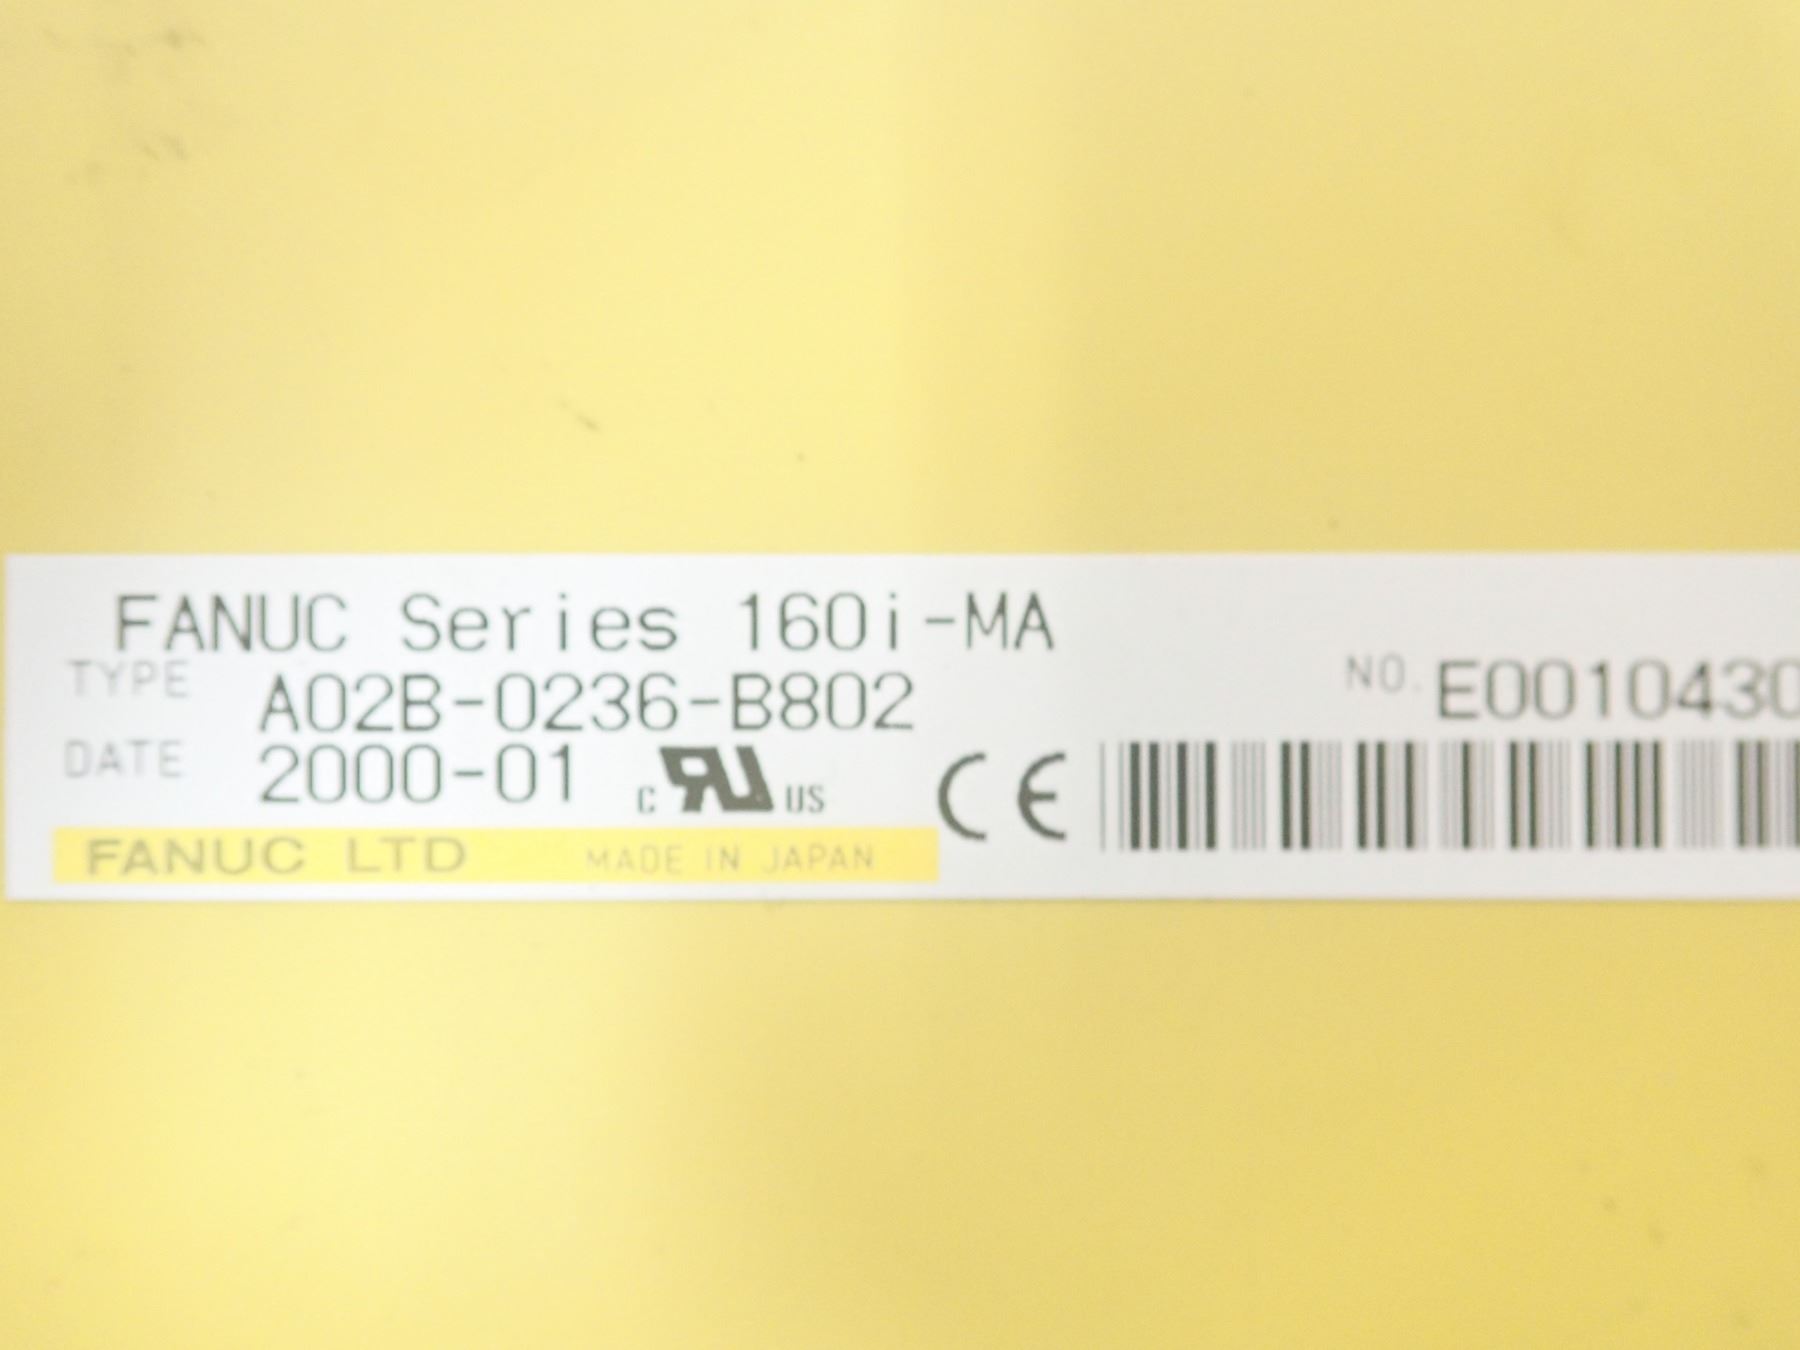 FANUC Series 160i-MA
TYPE A02B-0236-B802
NO. E0010430
DATE 2000-01
c RU US
CE
FANUC LTD MADE IN JAPAN